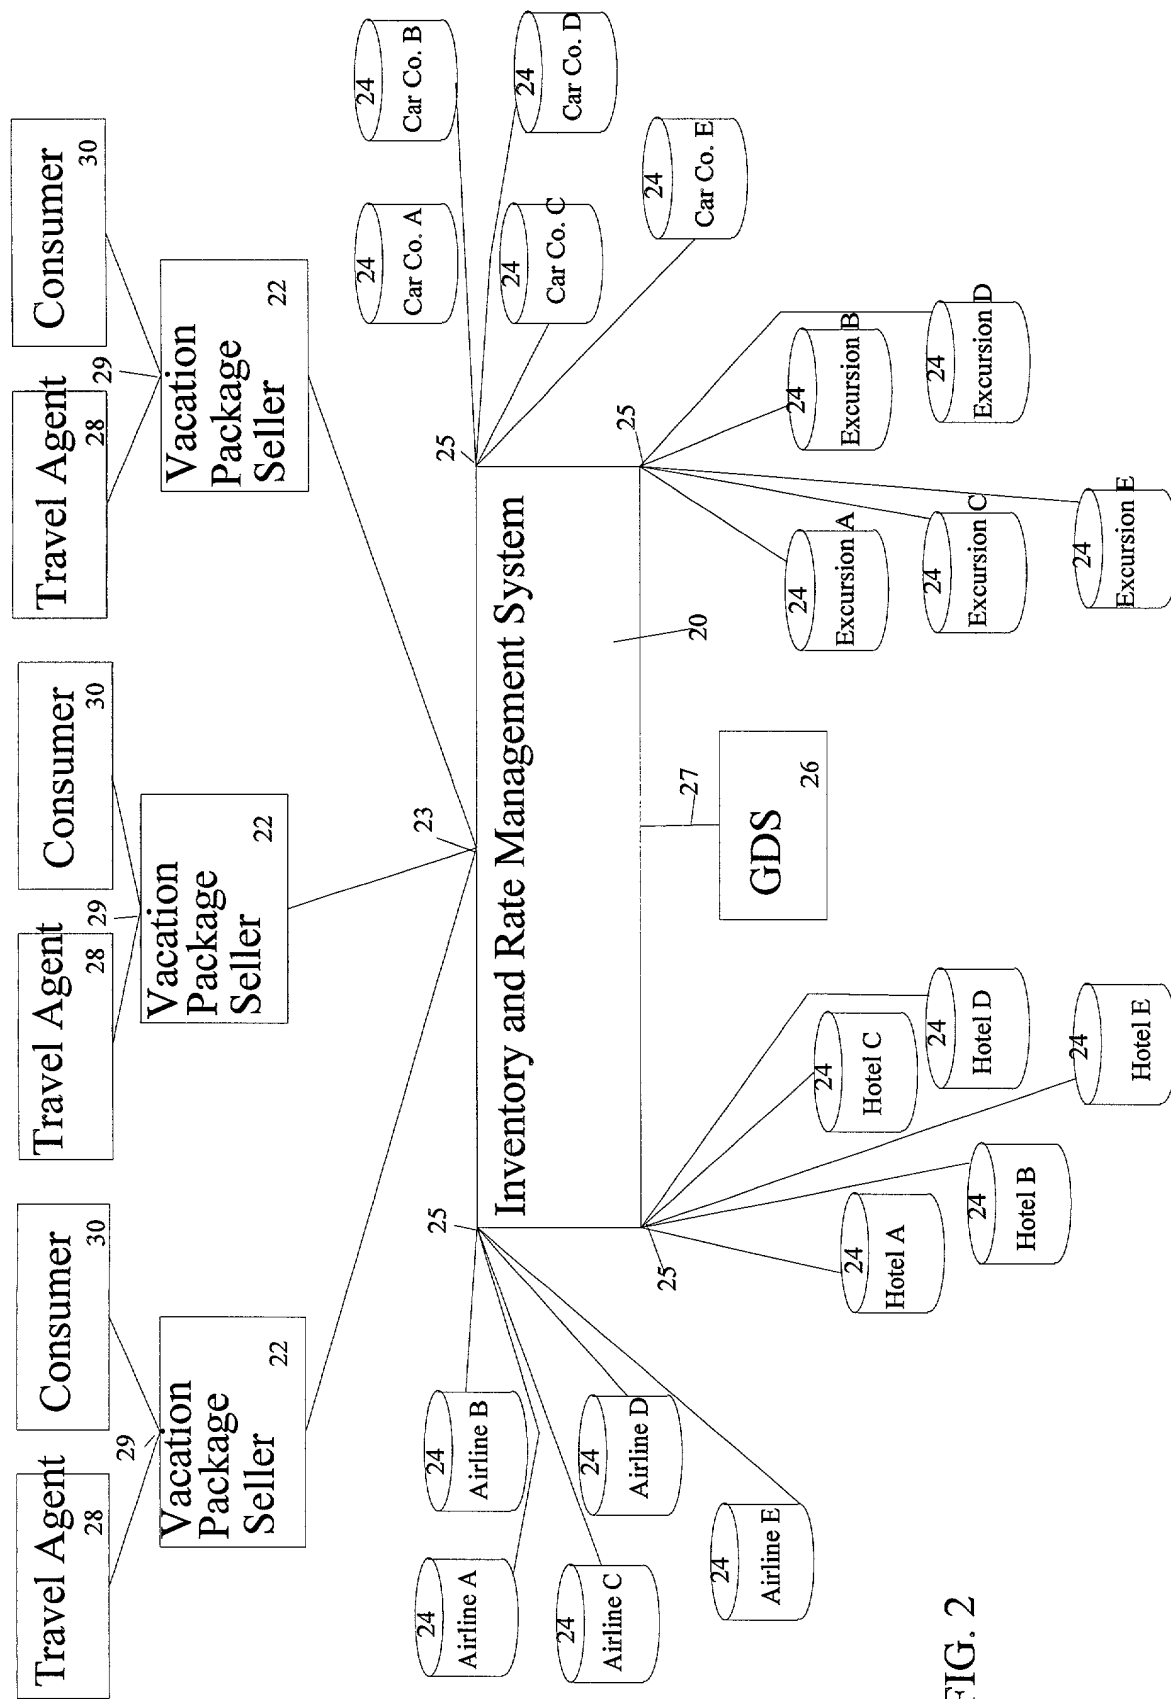 Travel Agent
28
Consumer
30
Travel Agent
28
Consumer
30
Travel Agent
28
Consumer
30
29
29
29
Vacation
Package
Seller
22
Vacation
Package
Seller
22
Vacation
Package
Seller
22
23
25
25
Inventory and Rate Management System
20
25
25
24
Airline A
24
Airline B
24
Airline C
24
Airline D
24
Airline E
24
Car Co. A
24
Car Co. B
24
Car Co. C
24
Car Co. D
24
Car Co. E
27
GDS
26
24
Hotel A
24
Hotel B
24
Hotel C
24
Hotel D
24
Hotel E
24
Excursion A
24
Excursion B
24
Excursion C
24
Excursion D
24
Excursion E
FIG. 2